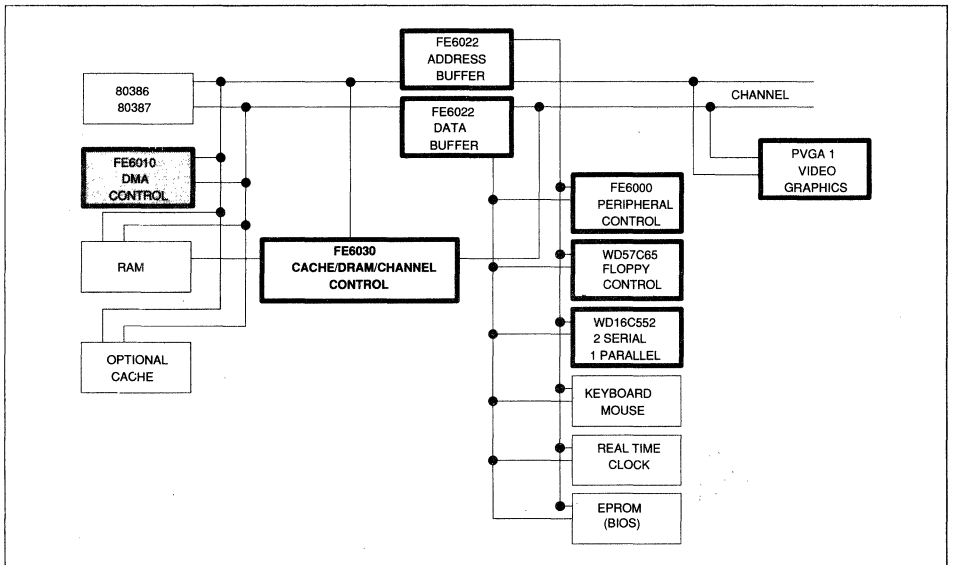 80386
80387
FE6022
ADDRESS
BUFFER
FE6022
DATA
BUFFER
CHANNEL
FE6010
DMA
CONTROL
PVGA 1
VIDEO
GRAPHICS
RAM
FE6030
CACHE/DRAM/CHANNEL
CONTROL
OPTIONAL
CACHE
FE6000
PERIPHERAL
CONTROL
WD57C65
FLOPPY
CONTROL
WD16C552
2 SERIAL
1 PARALLEL
KEYBOARD
MOUSE
REAL TIME
CLOCK
EPROM
(BIOS)